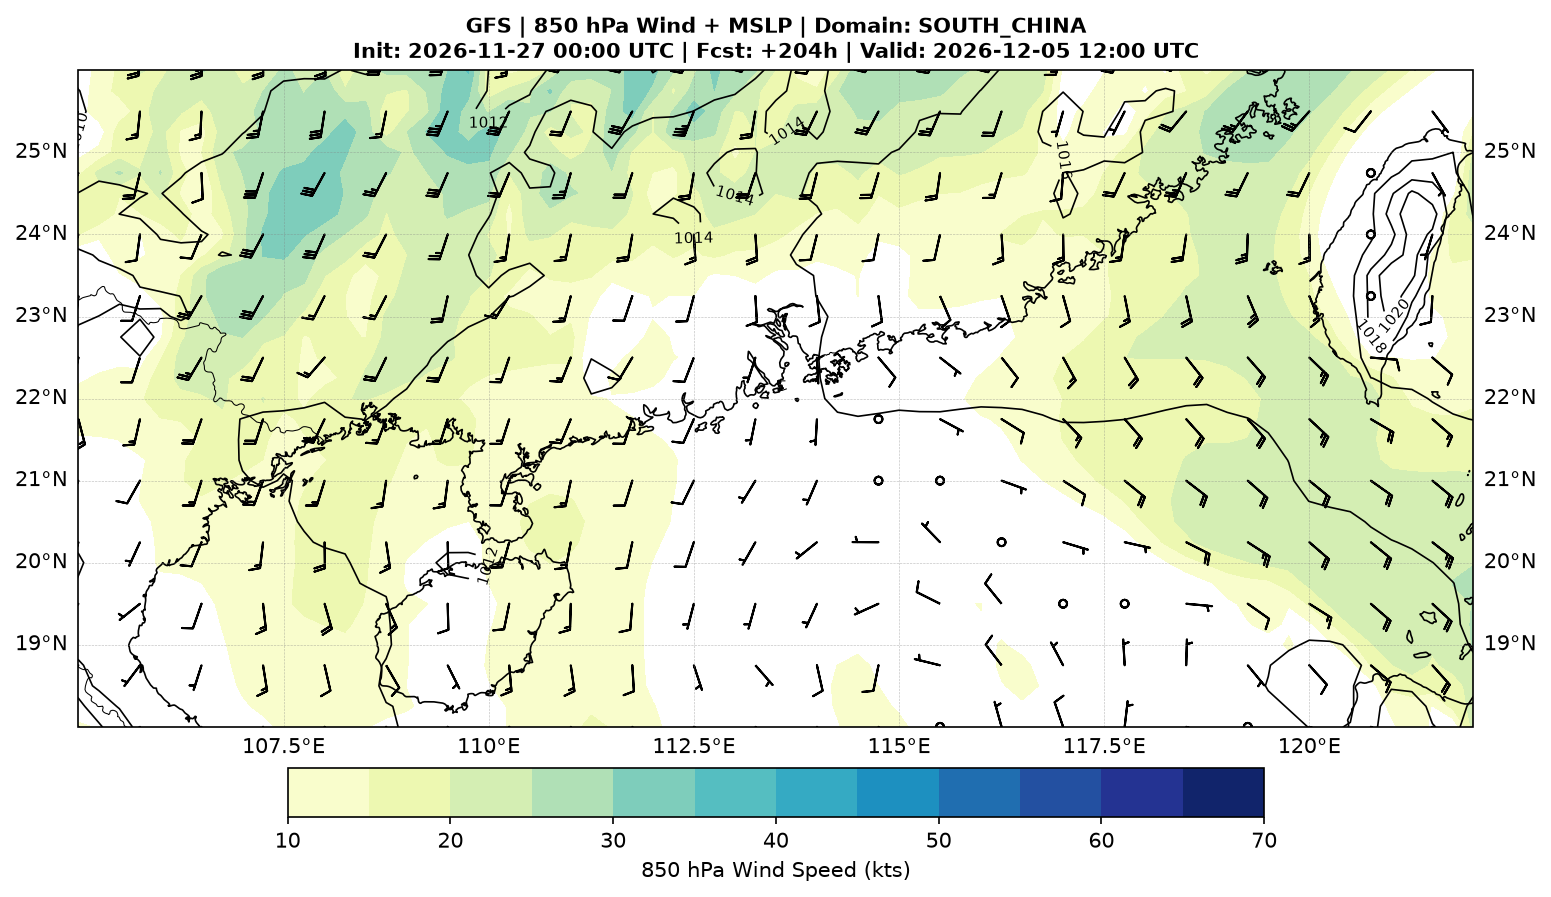 GFS | 850 hPa Wind + MSLP | Domain: SOUTH_CHINA
Init: 2026-11-27 00:00 UTC | Fcst: +204h | Valid: 2026-12-05 12:00 UTC
1012
1014
1014
1014
1020
1018
1012
25°N
24°N
23°N
22°N
21°N
20°N
19°N
25°N
24°N
23°N
22°N
21°N
20°N
19°N
107.5°E
110°E
112.5°E
115°E
117.5°E
120°E
10
20
30
40
50
60
70
850 hPa Wind Speed (kts)